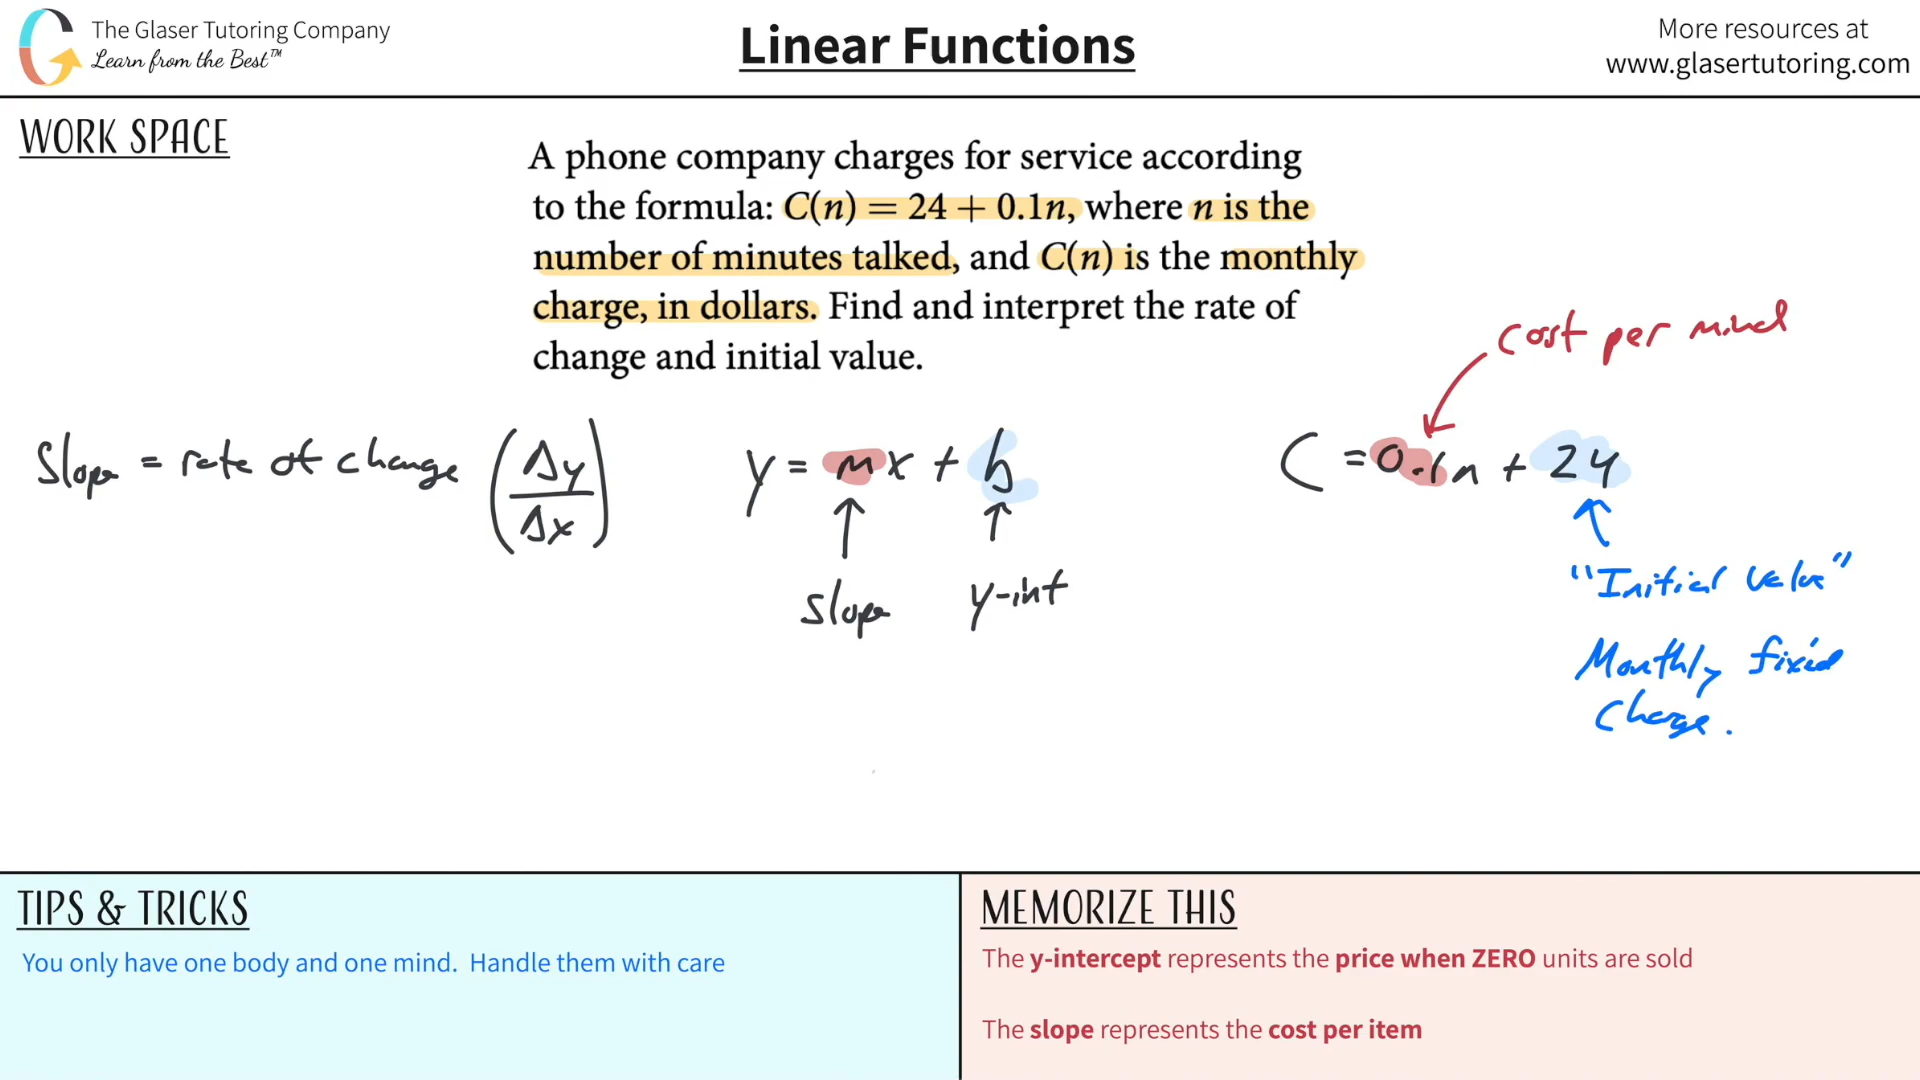 The Glaser Tutoring Company
Learn from the Best™
Linear Functions
More resources at
www.glasertutoring.com
WORK SPACE
A phone company charges for service according
to the formula: C(n) = 24 + 0.1n, where n is the
number of minutes talked, and C(n) is the monthly
charge, in dollars. Find and interpret the rate of
change and initial value.
Cost per
Slope = rate of change (Δy/Δx)
y = mx + b
slope y-int
C = 0.1n + 24
"Initial value"
Monthly fixed
Charge.
TIPS & TRICKS
You only have one body and one mind. Handle them with care
MEMORIZE THIS
The y-intercept represents the price when ZERO units are sold
The slope represents the cost per item